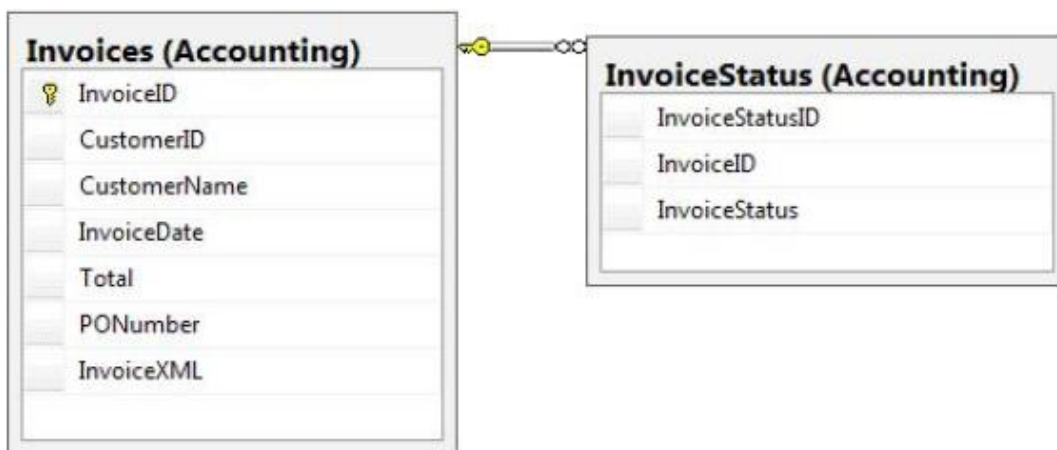 Invoices (Accounting)
InvoiceID
CustomerID
CustomerName
InvoiceDate
Total
PONumber
InvoiceXML
InvoiceStatus (Accounting)
InvoiceStatusID
InvoiceID
InvoiceStatus